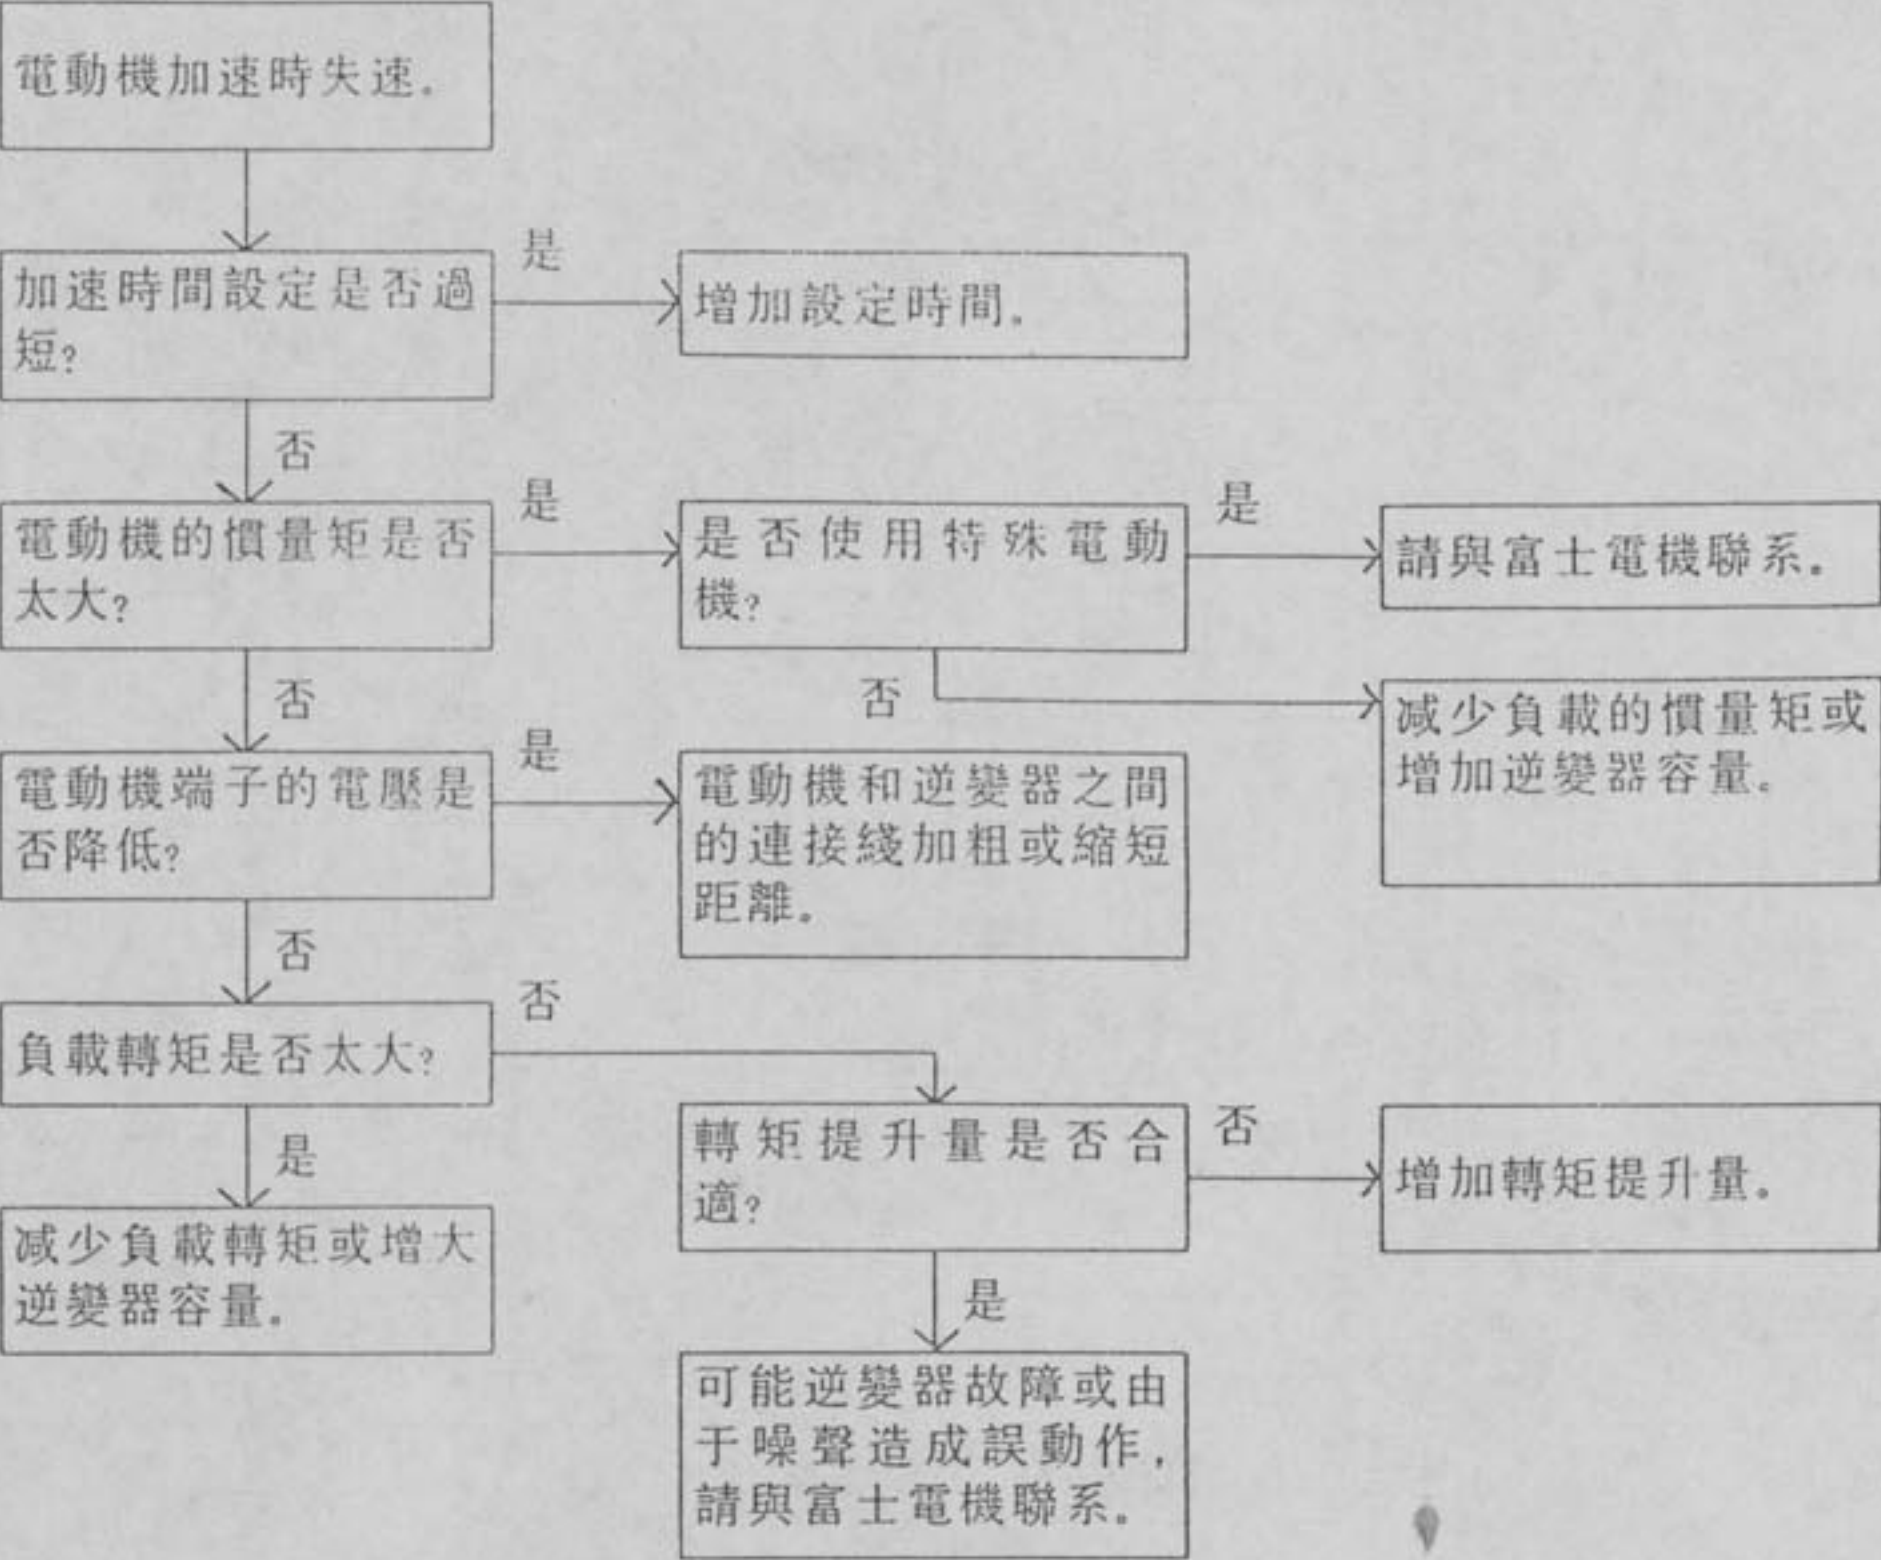 電動機加速時失速。
是
加速時間設定是否過
短?
增加設定時間。
否
是
是
電動機的慣量矩是否
太大?
是否使用特殊電動
機?
請與富士電機聯系。
否
否
减少負載的慣量矩或
增加逆變器容量。
是
電動機端子的電壓是
否降低?
電動機和逆變器之間
的連接綫加粗或縮短
距離。
否
否
負載轉矩是否太大?
是
轉矩提升量是否合
適?
否
增加轉矩提升量。
减少負載轉矩或增大
逆變器容量。
是
可能逆變器故障或由
于噪聲造成誤動作,
請與富士電機聯系。